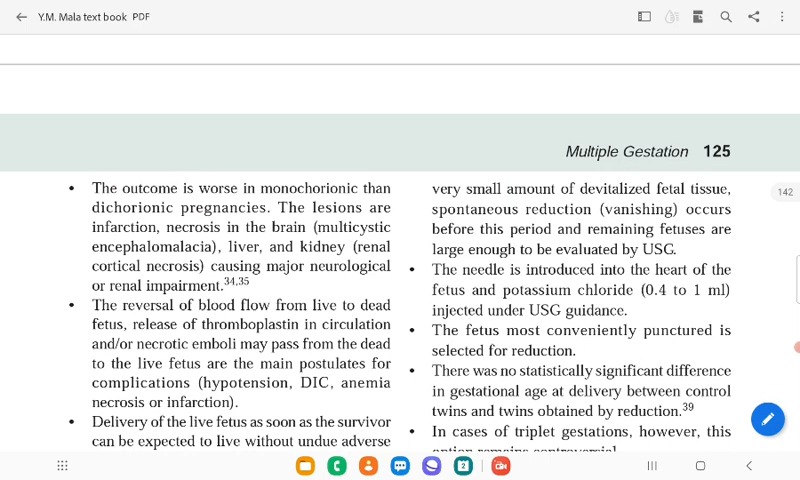 Y.M. Mala text book PDF
Multiple Gestation 125
142
• The outcome is worse in monochorionic than
dichorionic pregnancies. The lesions are
infarction, necrosis in the brain (multicystic
encephalomalacia), liver, and kidney (renal
cortical necrosis) causing major neurological
or renal impairment.34,35
• The reversal of blood flow from live to dead
fetus, release of thromboplastin in circulation
and/or necrotic emboli may pass from the dead
to the live fetus are the main postulates for
complications (hypotension, DIC, anemia
necrosis or infarction).
• Delivery of the live fetus as soon as the survivor
can be expected to live without undue adverse
very small amount of devitalized fetal tissue,
spontaneous reduction (vanishing) occurs
before this period and remaining fetuses are
large enough to be evaluated by USG.
• The needle is introduced into the heart of the
fetus and potassium chloride (0.4 to 1 ml)
injected under USG guidance.
• The fetus most conveniently punctured is
selected for reduction.
• There was no statistically significant difference
in gestational age at delivery between control
twins and twins obtained by reduction.39
• In cases of triplet gestations, however, this
option remains controversial
2